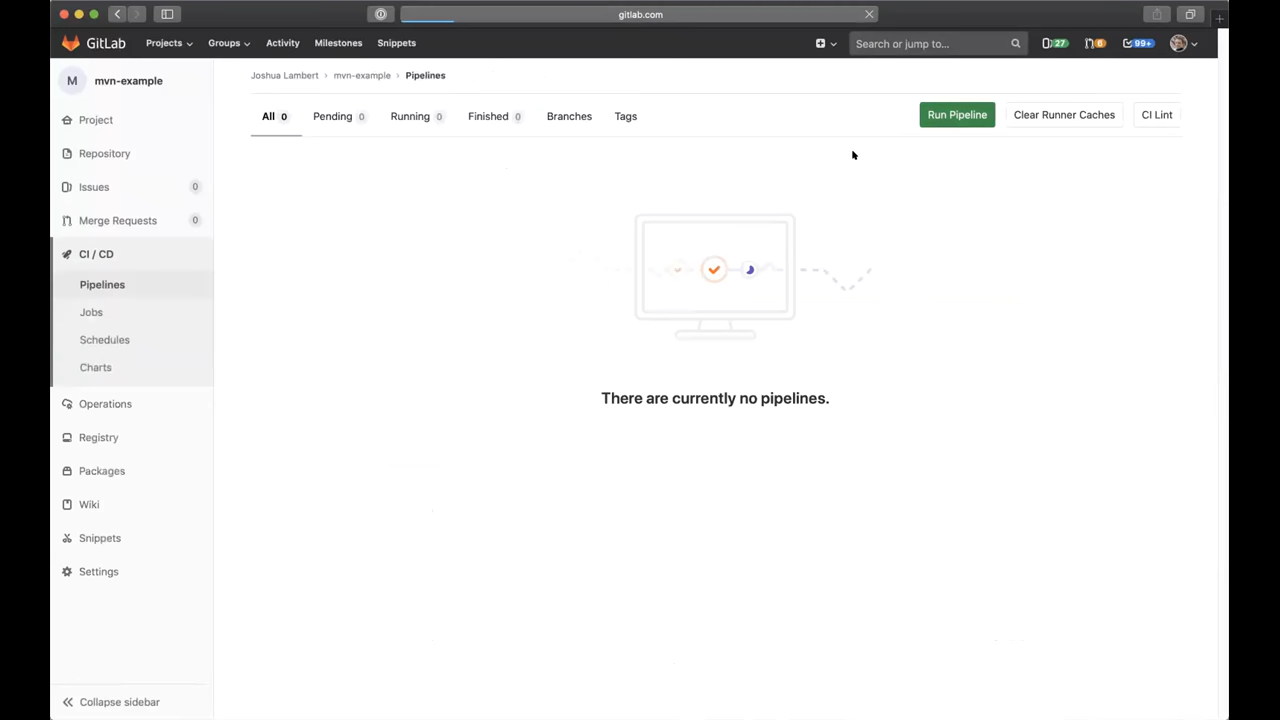 gitlab.com
GitLab Projects Groups Activity Milestones Snippets Search or jump to... 27 6 99+
M mvn-example
Joshua Lambert › mvn-example › Pipelines
All 0 Pending 0 Running 0 Finished 0 Branches Tags Run Pipeline Clear Runner Caches CI Lint
Project
Repository
Issues 0
Merge Requests 0
CI / CD
Pipelines
Jobs
Schedules
Charts
Operations
Registry
Packages
Wiki
Snippets
Settings
There are currently no pipelines.
Collapse sidebar